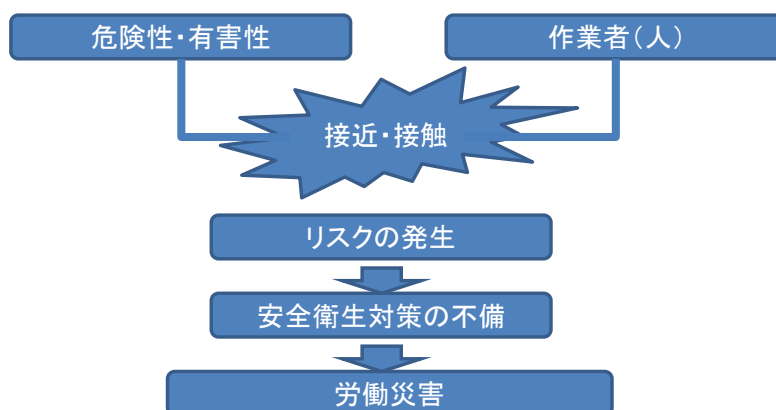 危険性・有害性
作業者(人)
接近・接触
リスクの発生
安全衛生対策の不備
労働災害